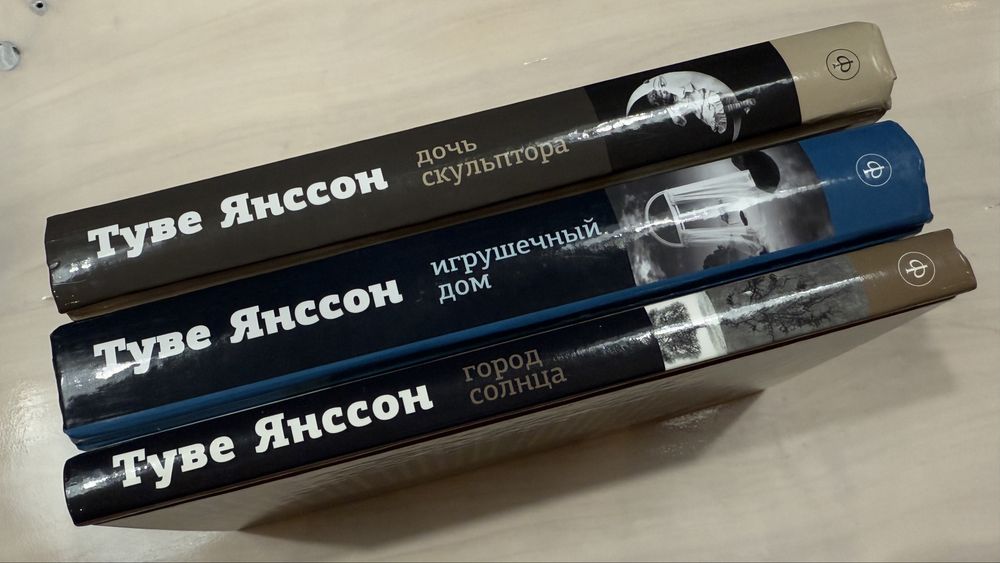 Туве Янссон
дочь
скульптора
Туве Янссон
игрушечный
дом
Туве Янссон
город
солнца